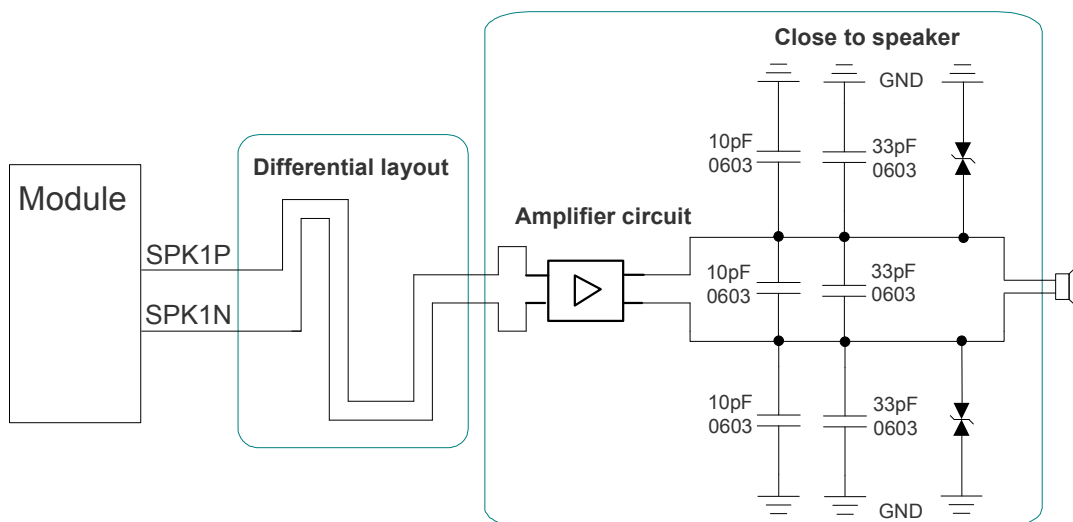 Close to speaker
GND
10pF
0603
33pF
0603
Differential layout
Module
Amplifier circuit
SPK1P
SPK1N
10pF
0603
33pF
0603
10pF
0603
33pF
0603
GND